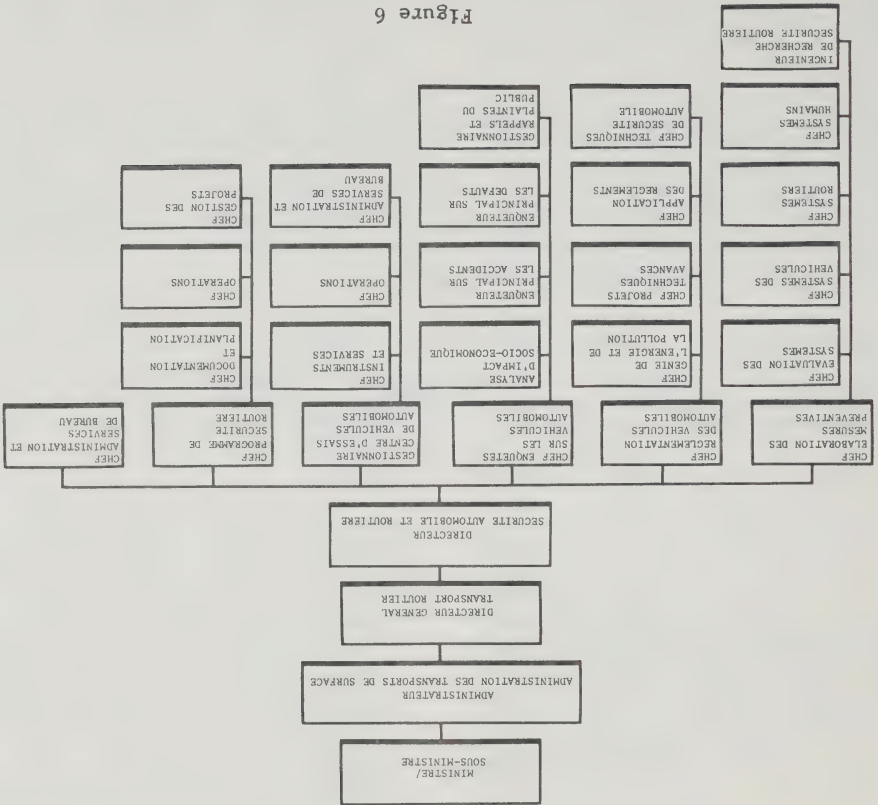 MINISTRE/
SOUS-MINISTRE
ADMINISTRATEUR
ADMINISTRATION DES TRANSPORTS DE SURFACE
DIRECTEUR GENERAL
TRANSPORT ROUTIER
DIRECTEUR
SECURITE AUTOMOBILE ET ROUTIERE
CHEF
ELABORATION DES
MESURES
PREVENTIVES
CHEF
EVALUATION DES
SYSTEMES
CHEF
SYSTEMES DES
VEHICULES
CHEF
SYSTEMES
ROUTIERS
CHEF
SYSTEMES
HUMAINS
INGENIEUR
DE RECHERCHE
SECURITE ROUTIERE
CHEF
REGLEMENTATION
DES VEHICULES
AUTOMOBILES
CHEF
GENIE DE
L'ENERGIE ET DE
LA POLLUTION
CHEF PROJETS
TECHNIQUES
AVANCES
CHEF
APPLICATION
DES REGLEMENTS
CHEF TECHNIQUES
DE SECURITE
AUTOMOBILE
CHEF ENQUETES
SUR LES
VEHICULES
AUTOMOBILES
ANALYSE
D'IMPACT
SOCIO-ECONOMIQUE
ENQUETEUR
PRINCIPAL SUR
LES ACCIDENTS
ENQUETEUR
PRINCIPAL SUR
LES DEFAUTS
GESTIONNAIRE
RAPPELS ET
PLAINTES DU
PUBLIC
GESTIONNAIRE
CENTRE D'ESSAIS
DE VEHICULES
AUTOMOBILES
CHEF
INSTRUMENTS
ET SERVICES
CHEF
OPERATIONS
CHEF
ADMINISTRATION ET
SERVICES DE
BUREAU
CHEF
PROGRAMME DE
SECURITE
ROUTIERE
CHEF
DOCUMENTATION
ET
PLANIFICATION
CHEF
OPERATIONS
CHEF
GESTION DES
PROJETS
CHEF
ADMINISTRATION ET
SERVICES
DE BUREAU
Figure 6